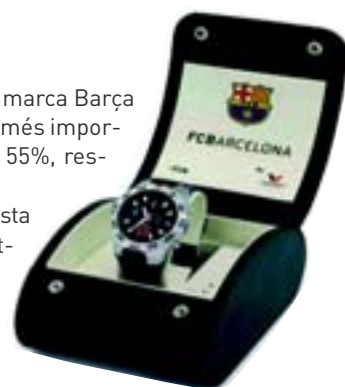 marca Barça
més impor-
55%, res-
sta
t-
FCBARCELONA